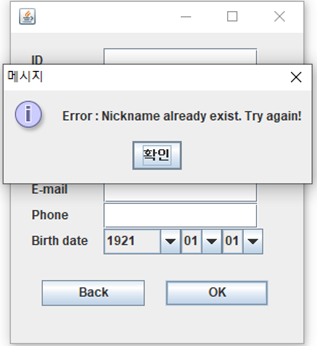 ID
메시지
Error : Nickname already exist. Try again!
확인
E-mail
Phone
Birth date 1921 01 01
Back OK